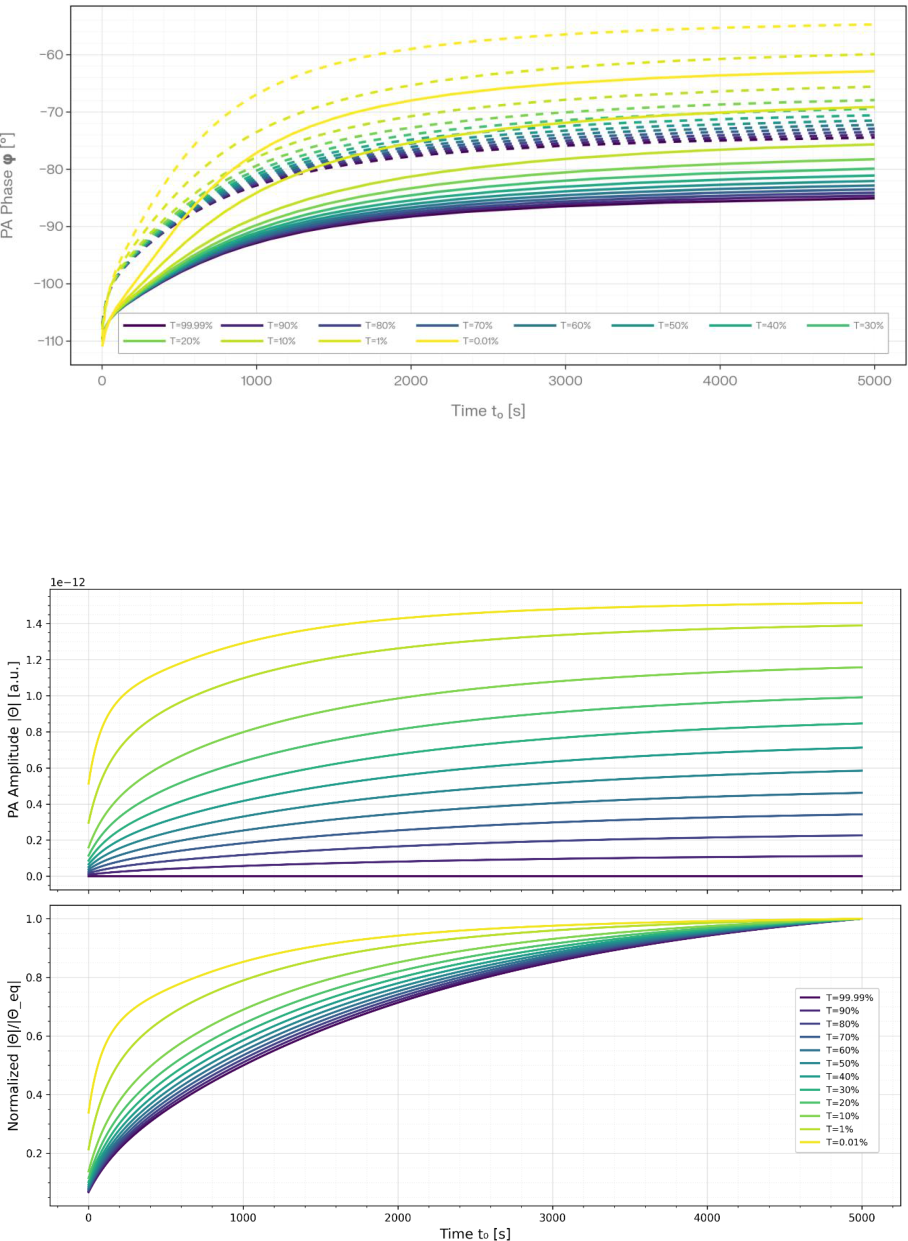 −60
−70
−80
−90
−100
−110
PA Phase φ [°]
T=99.99% T=90% T=80% T=70% T=60% T=50% T=40% T=30%
T=20% T=10% T=1% T=0.01%
0 1000 2000 3000 4000 5000
Time t₀ [s]
1e−12
1.4
1.2
1.0
0.8
0.6
0.4
0.2
0.0
PA Amplitude |Θ| [a.u.]
1.0
0.8
0.6
0.4
0.2
Normalized |Θ|/|Θ_eq|
T=99.99%
T=90%
T=80%
T=70%
T=60%
T=50%
T=40%
T=30%
T=20%
T=10%
T=1%
T=0.01%
0 1000 2000 3000 4000 5000
Time t₀ [s]